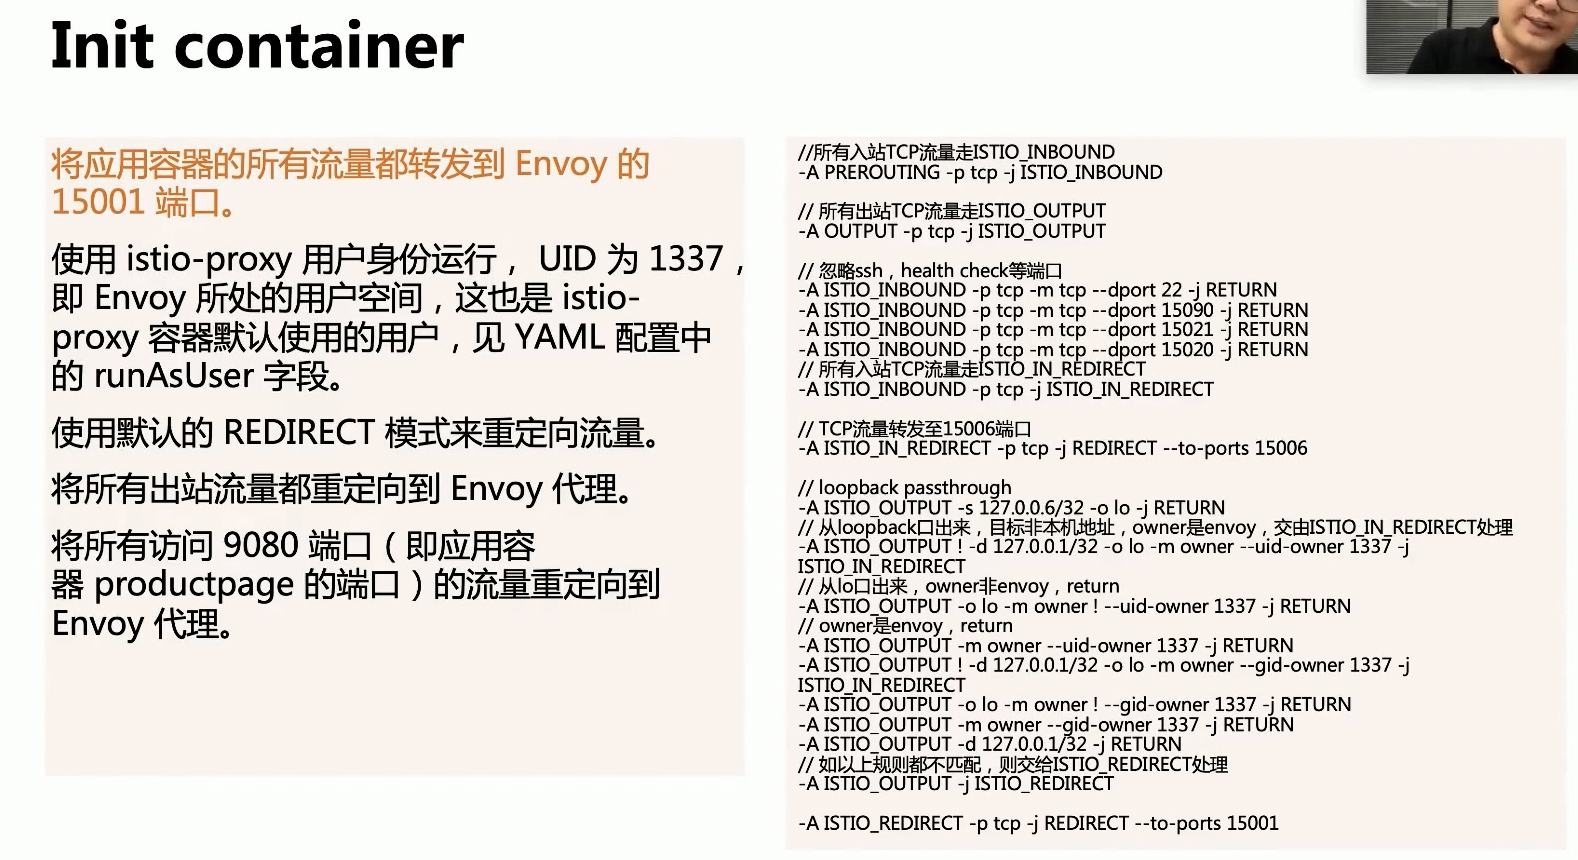 Init container
将应用容器的所有流量都转发到 Envoy 的
15001 端口。
使用 istio-proxy 用户身份运行， UID 为 1337，
即 Envoy 所处的用户空间，这也是 istio-
proxy 容器默认使用的用户，见 YAML 配置中
的 runAsUser 字段。
使用默认的 REDIRECT 模式来重定向流量。
将所有出站流量都重定向到 Envoy 代理。
将所有访问 9080 端口（即应用容
器 productpage 的端口）的流量重定向到
Envoy 代理。
//所有入站TCP流量走ISTIO_INBOUND
-A PREROUTING -p tcp -j ISTIO_INBOUND
// 所有出站TCP流量走ISTIO_OUTPUT
-A OUTPUT -p tcp -j ISTIO_OUTPUT
// 忽略ssh，health check等端口
-A ISTIO_INBOUND -p tcp -m tcp --dport 22 -j RETURN
-A ISTIO_INBOUND -p tcp -m tcp --dport 15090 -j RETURN
-A ISTIO_INBOUND -p tcp -m tcp --dport 15021 -j RETURN
-A ISTIO_INBOUND -p tcp -m tcp --dport 15020 -j RETURN
// 所有入站TCP流量走ISTIO_IN_REDIRECT
-A ISTIO_INBOUND -p tcp -j ISTIO_IN_REDIRECT
// TCP流量转发至15006端口
-A ISTIO_IN_REDIRECT -p tcp -j REDIRECT --to-ports 15006
// loopback passthrough
-A ISTIO_OUTPUT -s 127.0.0.6/32 -o lo -j RETURN
// 从loopback口出来，目标非本机地址，owner是envoy，交由ISTIO_IN_REDIRECT处理
-A ISTIO_OUTPUT ! -d 127.0.0.1/32 -o lo -m owner --uid-owner 1337 -j
ISTIO_IN_REDIRECT
// 从lo口出来，owner非envoy，return
-A ISTIO_OUTPUT -o lo -m owner ! --uid-owner 1337 -j RETURN
// owner是envoy，return
-A ISTIO_OUTPUT -m owner --uid-owner 1337 -j RETURN
-A ISTIO_OUTPUT ! -d 127.0.0.1/32 -o lo -m owner --gid-owner 1337 -j
ISTIO_IN_REDIRECT
-A ISTIO_OUTPUT -o lo -m owner ! --gid-owner 1337 -j RETURN
-A ISTIO_OUTPUT -m owner --gid-owner 1337 -j RETURN
-A ISTIO_OUTPUT -d 127.0.0.1/32 -j RETURN
// 如以上规则都不匹配，则交给ISTIO_REDIRECT处理
-A ISTIO_OUTPUT -j ISTIO_REDIRECT
-A ISTIO_REDIRECT -p tcp -j REDIRECT --to-ports 15001